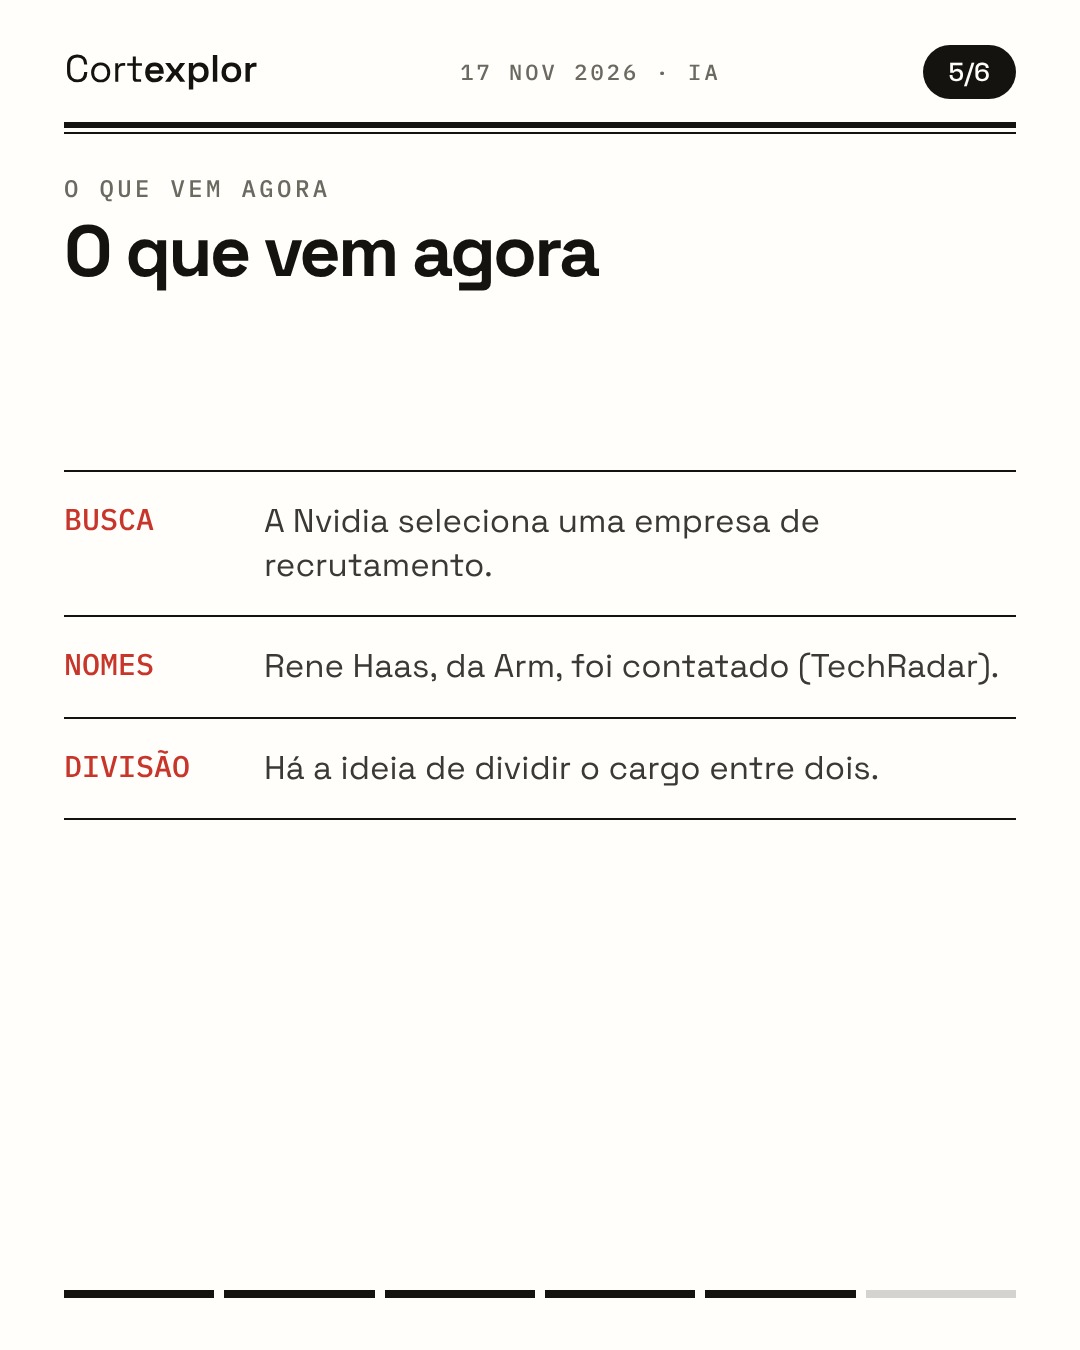 Cortexplor
17 NOV 2026 · IA
5/6
O QUE VEM AGORA
O que vem agora
BUSCA
A Nvidia seleciona uma empresa de
recrutamento.
NOMES
Rene Haas, da Arm, foi contatado (TechRadar).
DIVISÃO
Há a ideia de dividir o cargo entre dois.